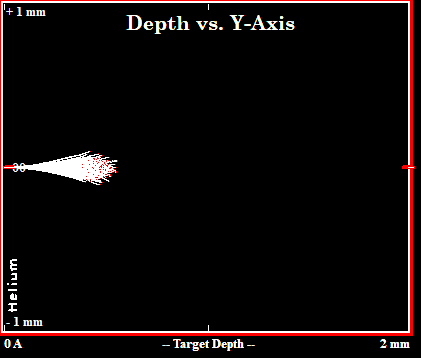 + 1 mm
Depth vs. Y-Axis
Helium
- 1 mm
0 A
-- Target Depth --
2 mm